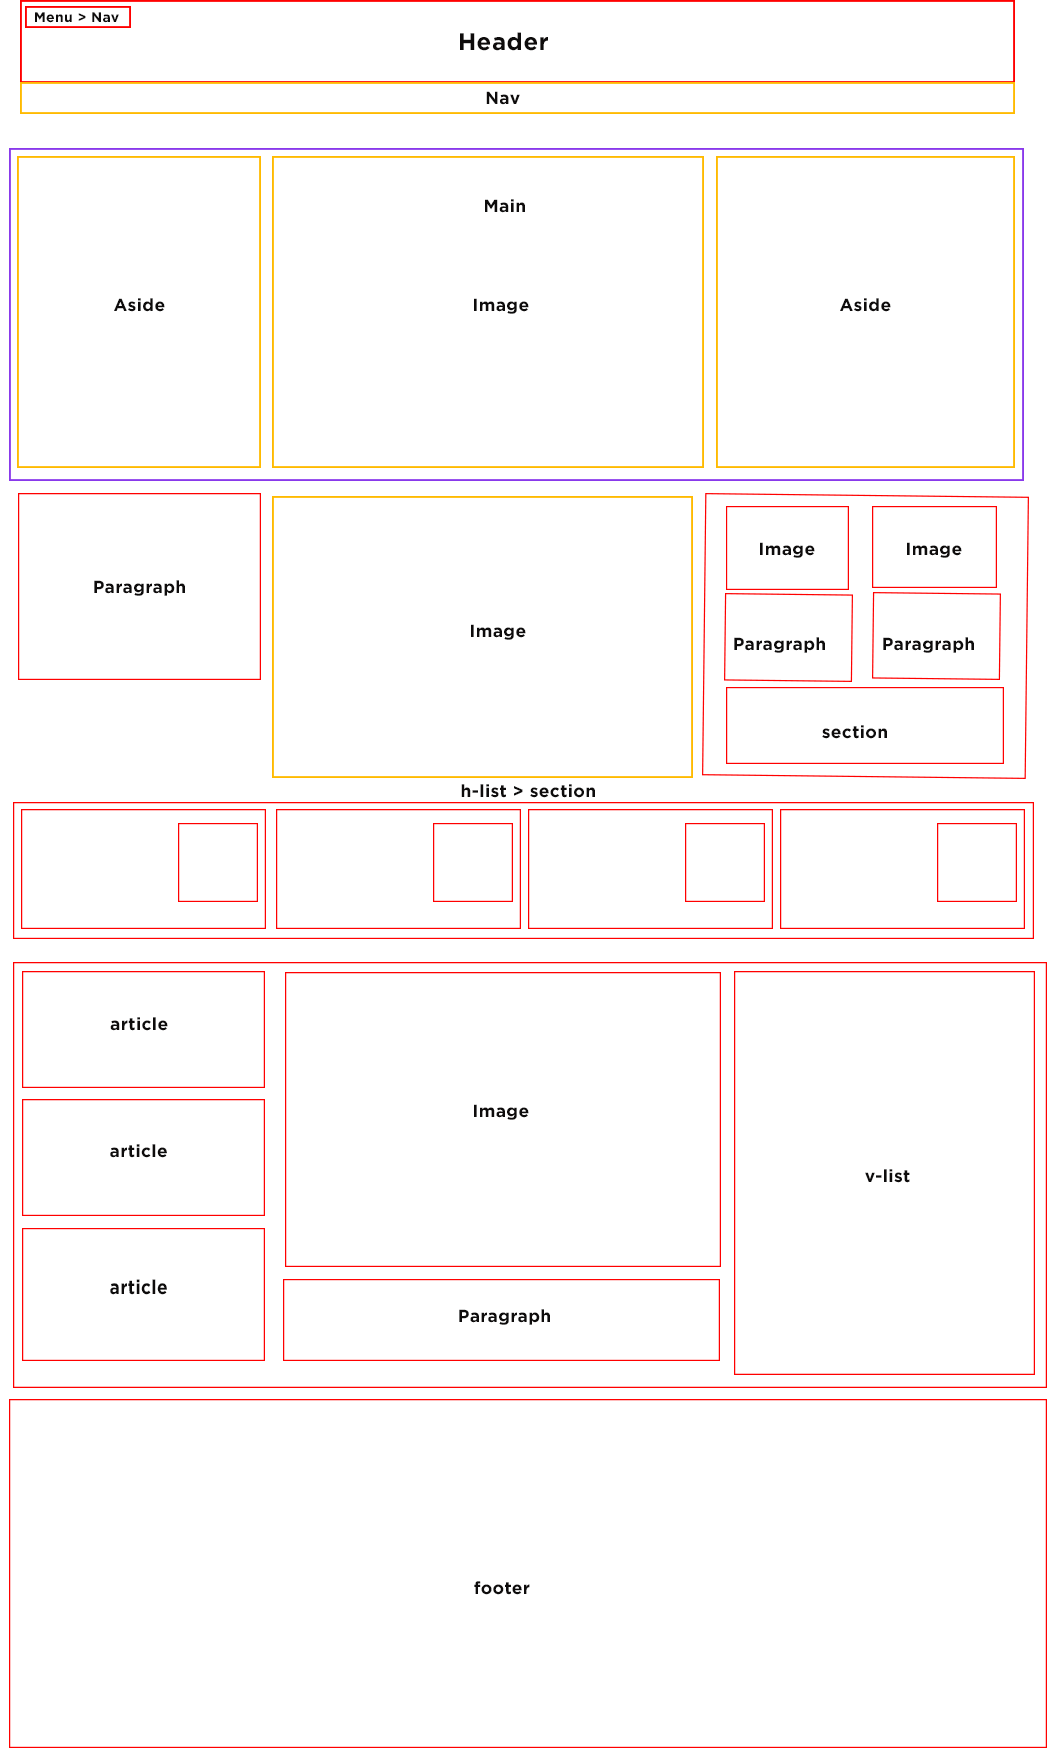 Menu > Nav
Header
Nav
Main
Aside
Image
Aside
Paragraph
Image
Image
Image
Paragraph
Paragraph
section
h-list > section
article
article
article
Image
Paragraph
v-list
footer